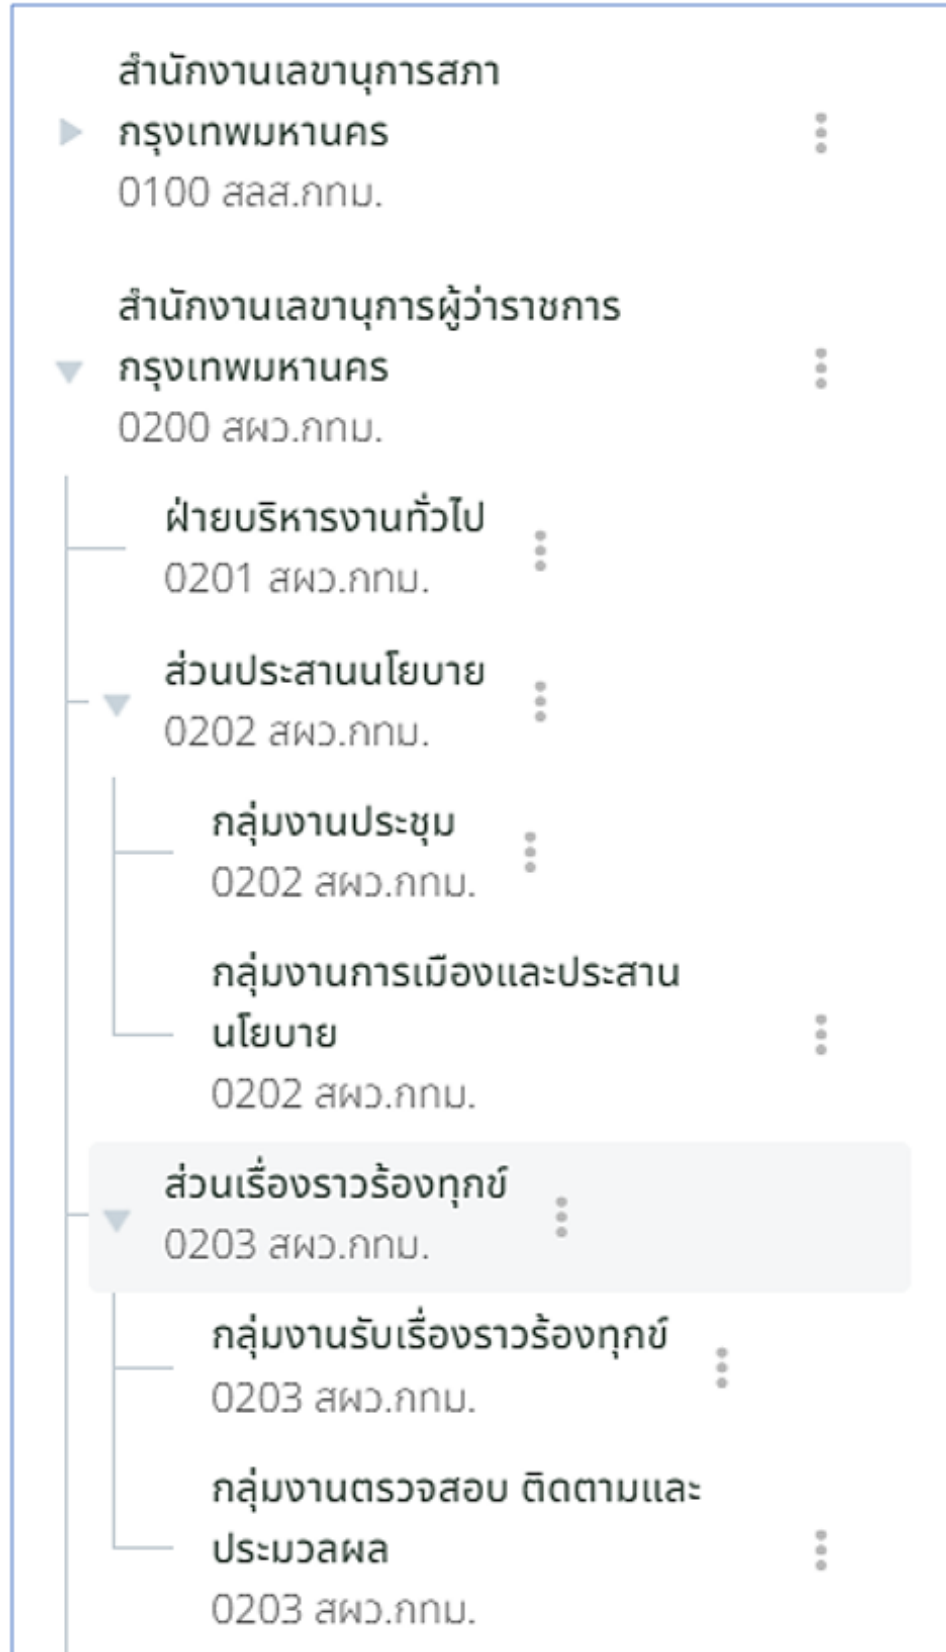 สำนักงานเลขานุการสภา
กรุงเทพมหานคร
0100 สลส.กทม.
สำนักงานเลขานุการผู้ว่าราชการ
กรุงเทพมหานคร
0200 สผว.กทม.
ฝ่ายบริหารงานทั่วไป
0201 สผว.กทม.
ส่วนประสานนโยบาย
0202 สผว.กทม.
กลุ่มงานประชุม
0202 สผว.กทม.
กลุ่มงานการเมืองและประสาน
นโยบาย
0202 สผว.กทม.
ส่วนเรื่องราวร้องทุกข์
0203 สผว.กทม.
กลุ่มงานรับเรื่องราวร้องทุกข์
0203 สผว.กทม.
กลุ่มงานตรวจสอบ ติดตามและ
ประมวลผล
0203 สผว.กทม.